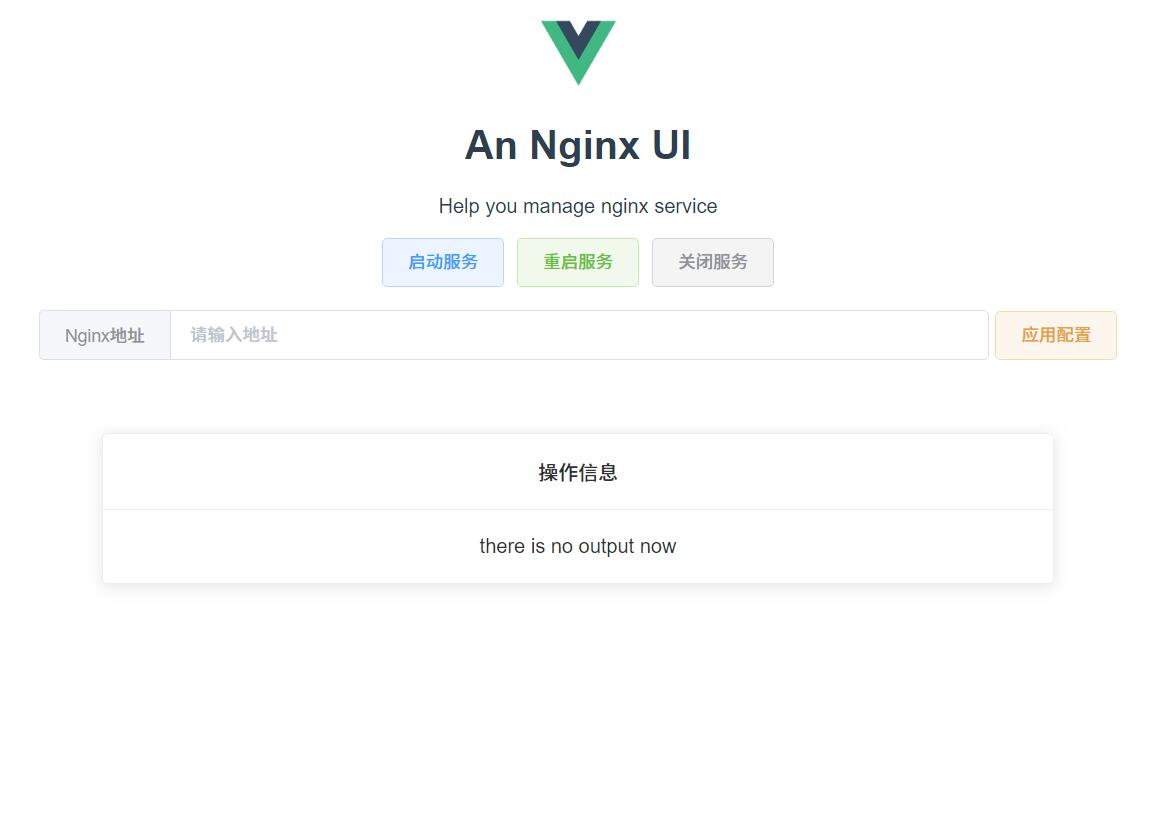 An Nginx UI
Help you manage nginx service
启动服务 重启服务 关闭服务
Nginx地址 请输入地址 应用配置
操作信息
there is no output now